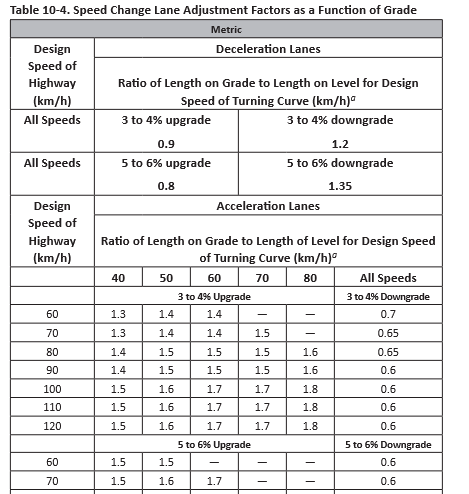 Table 10-4. Speed Change Lane Adjustment Factors as a Function of Grade
Metric
Design Speed of Highway (km/h) Deceleration Lanes
Ratio of Length on Grade to Length on Level for Design Speed of Turning Curve (km/h)a
All Speeds 3 to 4% upgrade 3 to 4% downgrade
0.9 1.2
All Speeds 5 to 6% upgrade 5 to 6% downgrade
0.8 1.35
Design Speed of Highway (km/h) Acceleration Lanes
Ratio of Length on Grade to Length of Level for Design Speed of Turning Curve (km/h)a
40 50 60 70 80 All Speeds
3 to 4% Upgrade 3 to 4% Downgrade
60 1.3 1.4 1.4 — — 0.7
70 1.3 1.4 1.4 1.5 — 0.65
80 1.4 1.5 1.5 1.5 1.6 0.65
90 1.4 1.5 1.5 1.5 1.6 0.6
100 1.5 1.6 1.7 1.7 1.8 0.6
110 1.5 1.6 1.7 1.7 1.8 0.6
120 1.5 1.6 1.7 1.7 1.8 0.6
5 to 6% Upgrade 5 to 6% Downgrade
60 1.5 1.5 — — — 0.6
70 1.5 1.6 1.7 — — 0.6